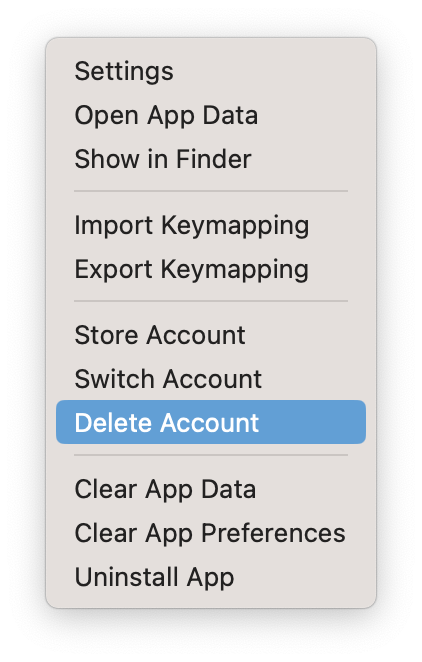 Settings
Open App Data
Show in Finder
Import Keymapping
Export Keymapping
Store Account
Switch Account
Delete Account
Clear App Data
Clear App Preferences
Uninstall App